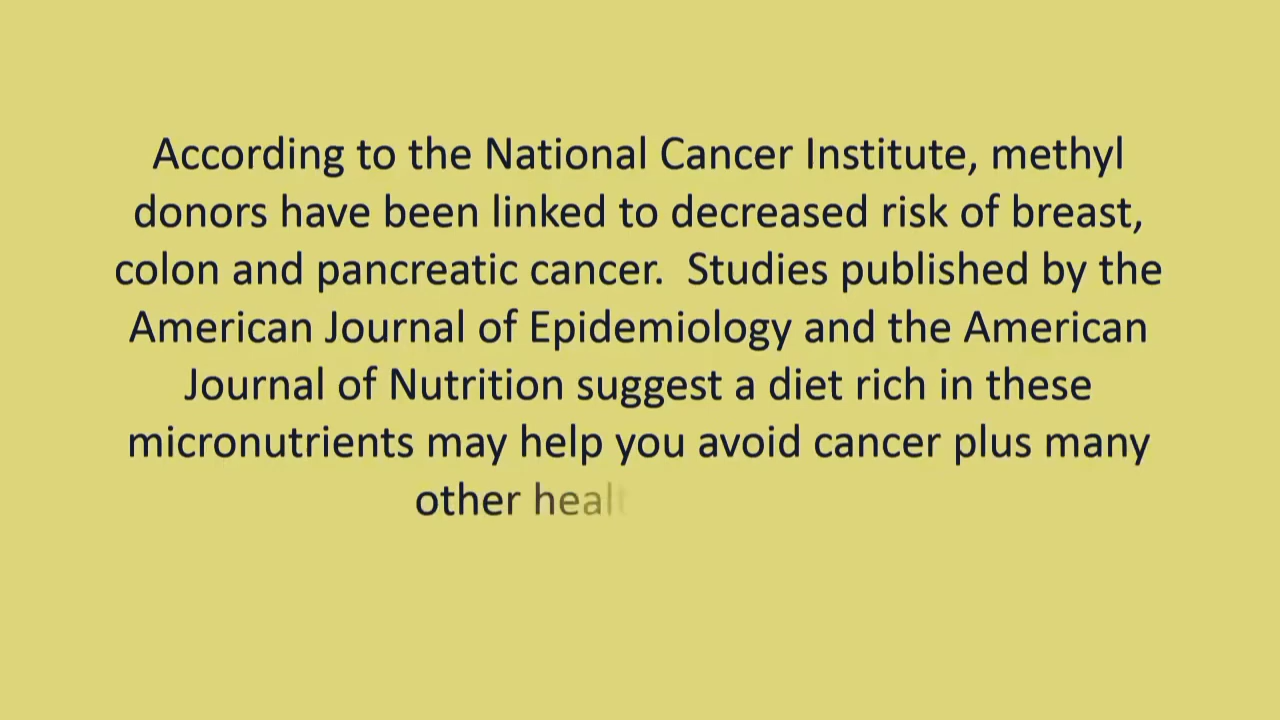 According to the National Cancer Institute, methyl
donors have been linked to decreased risk of breast,
colon and pancreatic cancer.  Studies published by the
American Journal of Epidemiology and the American
Journal of Nutrition suggest a diet rich in these
micronutrients may help you avoid cancer plus many
other